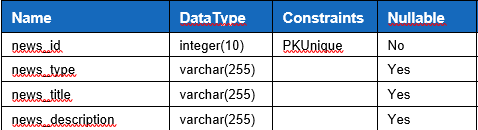 Name DataType Constraints Nullable
news_id integer(10) PKUnique No
news_type varchar(255) Yes
news_title varchar(255) Yes
news_description varchar(255) Yes